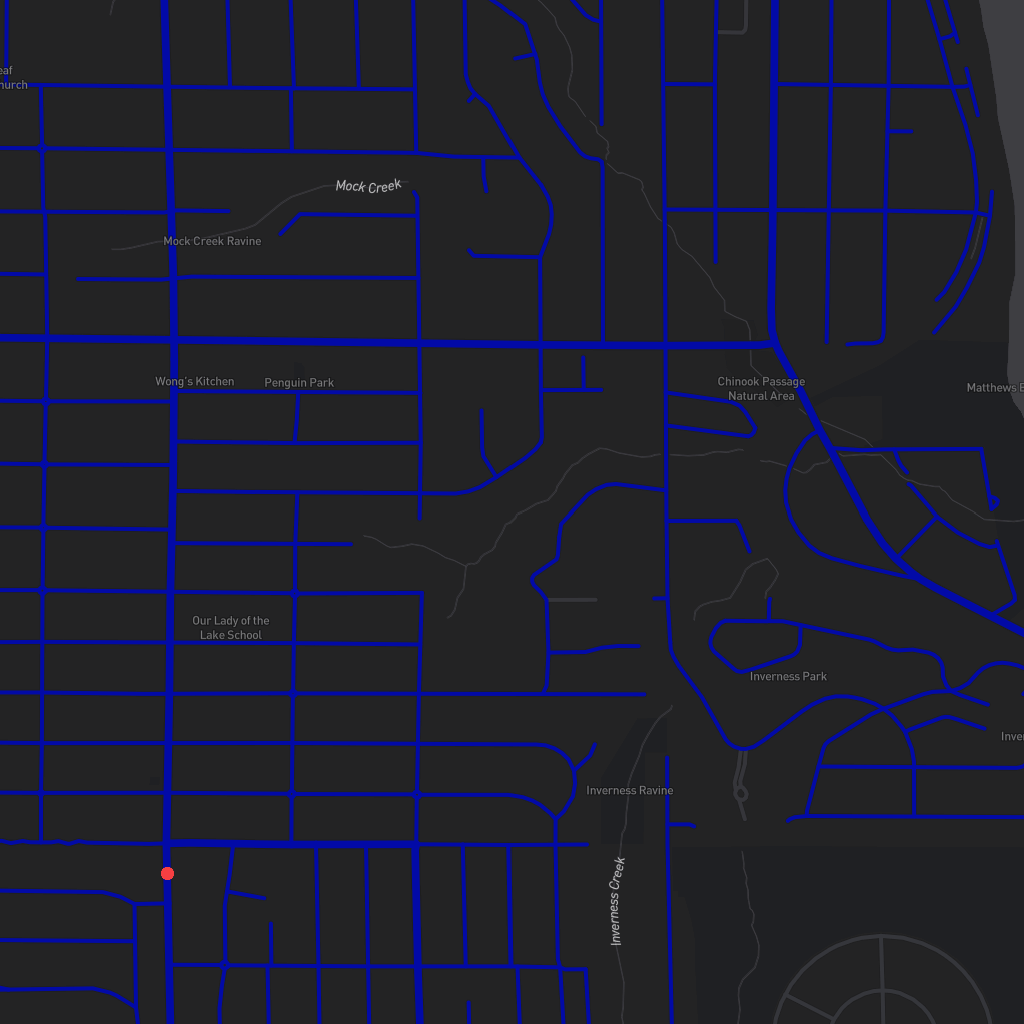 eaf
hurch
Mock Creek
Mock Creek Ravine
Wong's Kitchen
Penguin Park
Chinook Passage
Natural Area
Matthews B
Our Lady of the
Lake School
Inverness Park
Inver
Inverness Ravine
Inverness Creek